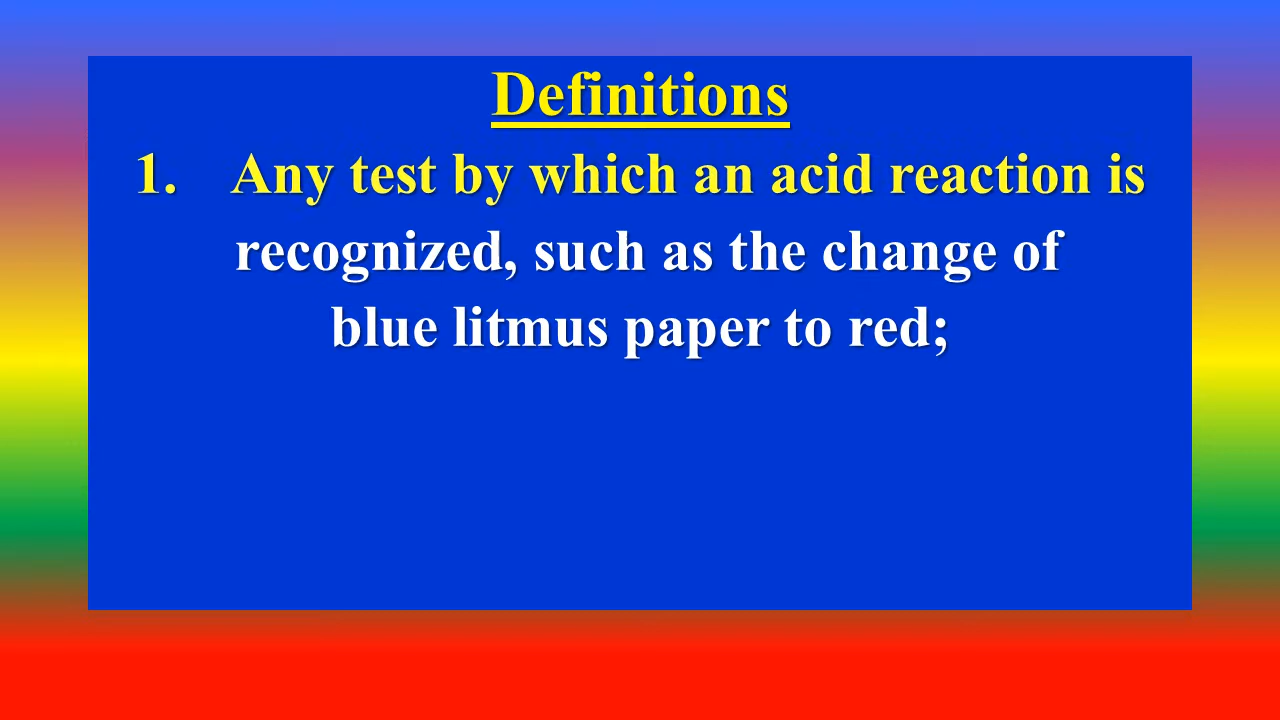 Definitions
1. Any test by which an acid reaction is
recognized, such as the change of
blue litmus paper to red;